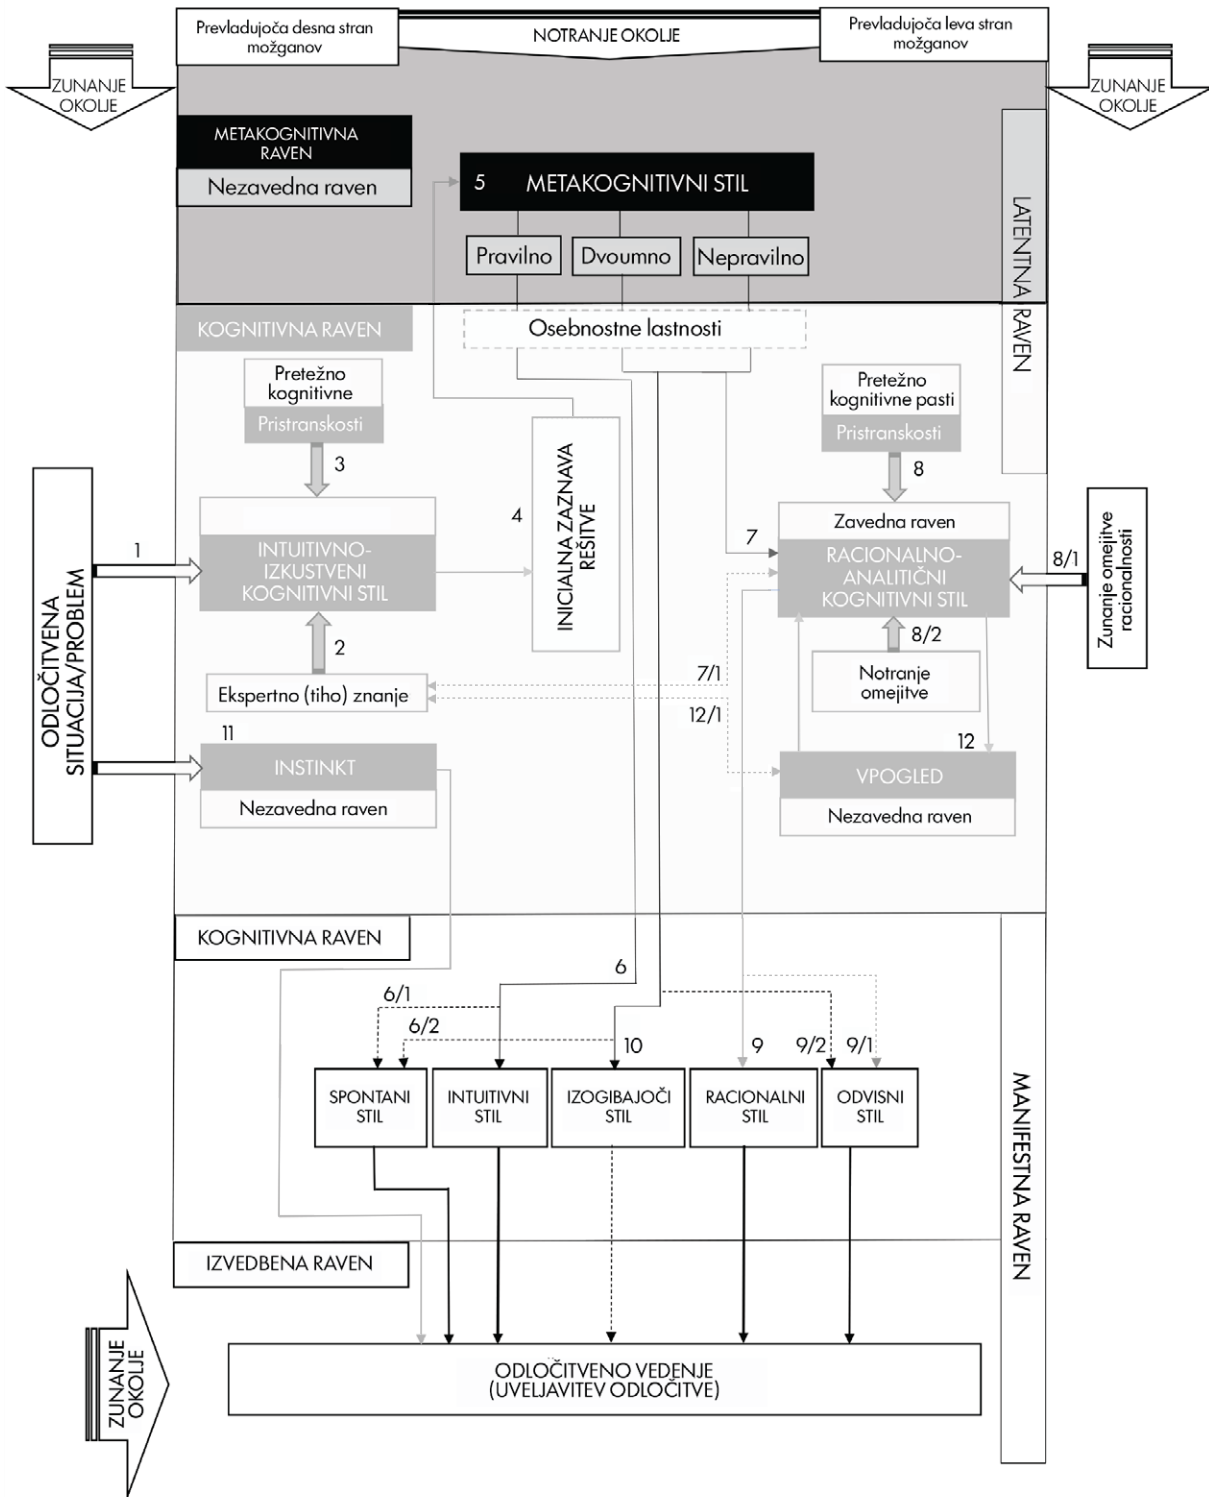 Prevladujoča desna stran
možganov
NOTRANJE OKOLJE
Prevladujoča leva stran
možganov
ZUNANJE
OKOLJE
ZUNANJE
OKOLJE
METAKOGNITIVNA
RAVEN
Nezavedna raven
5 METAKOGNITIVNI STIL
Pravilno
Dvoumno
Nepravilno
LATENTNA RAVEN
KOGNITIVNA RAVEN
Osebnostne lastnosti
Pretežno
kognitivne
Pristranskosti
3
Pretežno
kognitivne pasti
Pristranskosti
8
ODLOČITVENA
SITUACIJA/PROBLEM
1
INTUITIVNO-
IZKUSTVENI
KOGNITIVNI STIL
4
INICIALNA ZAZNAVA
REŠITVE
7
Zavedna raven
RACIONALNO-
ANALITIČNI
KOGNITIVNI STIL
8/1
Zunanje omejitve
racionalnosti
2
Ekspertno (tiho) znanje
8/2
Notranje
omejitve
7/1
12/1
11
INSTINKT
Nezavedna raven
12
VPOGLED
Nezavedna raven
KOGNITIVNA RAVEN
6
6/1
6/2
10
9
9/2
9/1
SPONTANI
STIL
INTUITIVNI
STIL
IZOGIBAJOČI
STIL
RACIONALNI
STIL
ODVISNI
STIL
MANIFESTNA RAVEN
IZVEDBENA RAVEN
ZUNANJE
OKOLJE
ODLOČITVENO VEDENJE
(UVELJAVITEV ODLOČITVE)